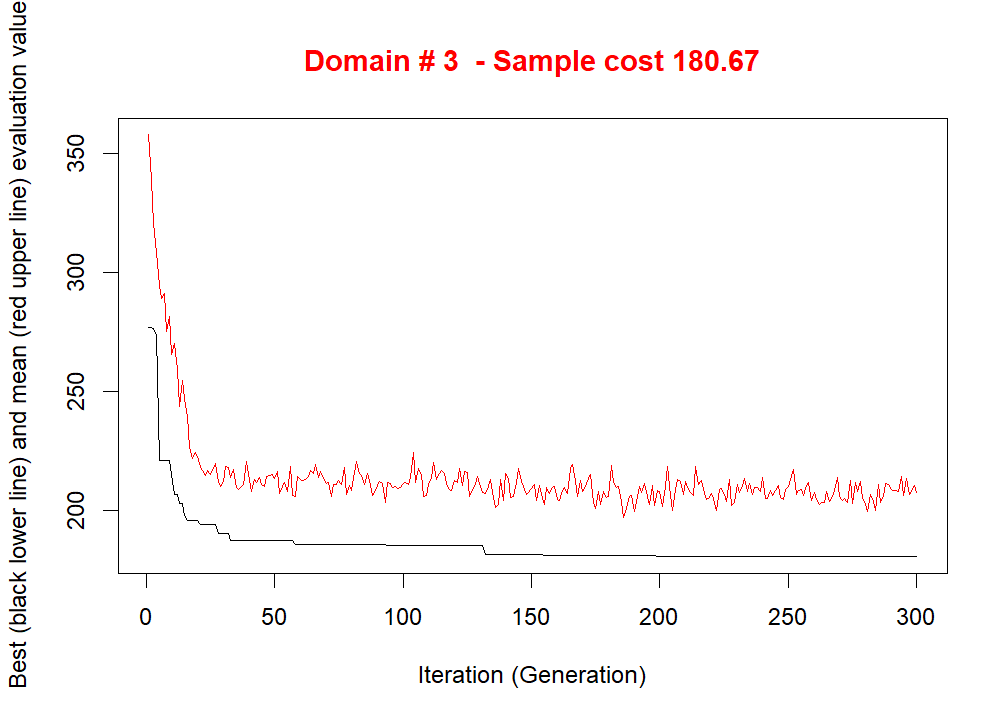 Domain # 3  - Sample cost 180.67
Best (black lower line) and mean (red upper line) evaluation value
350
300
250
200
0 50 100 150 200 250 300
Iteration (Generation)